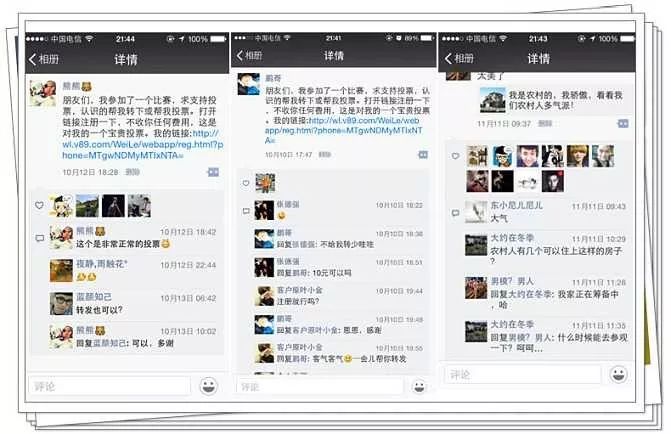 中国电信 21:44 100%
相册 详情
熊熊
朋友们，我参加了一个比赛，求支持投
票，认识的帮我转下或帮我投票。打开
链接注册一下，不收你任何费用，这是
对我的一个宝贵投票。我的链接:http://
wl.v89.com/WeiLe/webapp/reg.html?p
hone=MTgwNDMyMTIxNTA=
10月12日 18:28 删除
熊熊 10月12日 18:42
这个是非常正常的投票
夜静,雨触花° 10月12日 22:44
蓝颜知己 10月13日 06:42
转发也可以?
熊熊 10月13日 10:02
回复蓝颜知己: 可以，多谢
评论
中国电信 21:41 89%
相册 详情
鹏哥
朋友们，我参加了一个比赛，求支持投
票，认识的帮我转下或帮我投票。打开
链接注册一下，不收你任何费用，这是
对我的一个宝贵投票
。我的链接:http://wl.v89.com/WeiLe/web
app/reg.html?phone=MTgwNDMyMTIxNT
A=
10月10日 17:47 删除
张德强 10月10日 18:22
鹏哥 10月10日 18:36
回复张德强: 不给我转少哇哇
张德强 10月10日 18:51
回复鹏哥: 10元可以吗
客户原叶小金 10月10日 19:44
注册就行吗?
鹏哥 10月10日 19:48
回复客户原叶小金: 恩恩，感谢
客户原叶小金 10月10日 19:55
回复鹏哥: 客气客气一会儿帮你转发
评论
中国电信 21:43 100%
相册 详情
太美了
我是农村的，我骄傲，看看我
们农村人多气派!
11月11日 09:37 删除
东小尼儿尼儿 11月11日 09:43
大气
大约在冬季 11月11日 10:29
农村人有几个可以住上这样的房子
?
男模? 男人: 11月11日 11:28
回复大约在冬季: 我家正在筹备中
，哈
大约在冬季 11月11日 11:35
回复男模? 男人: 什么时候能去参观
一下? 呵呵…
评论